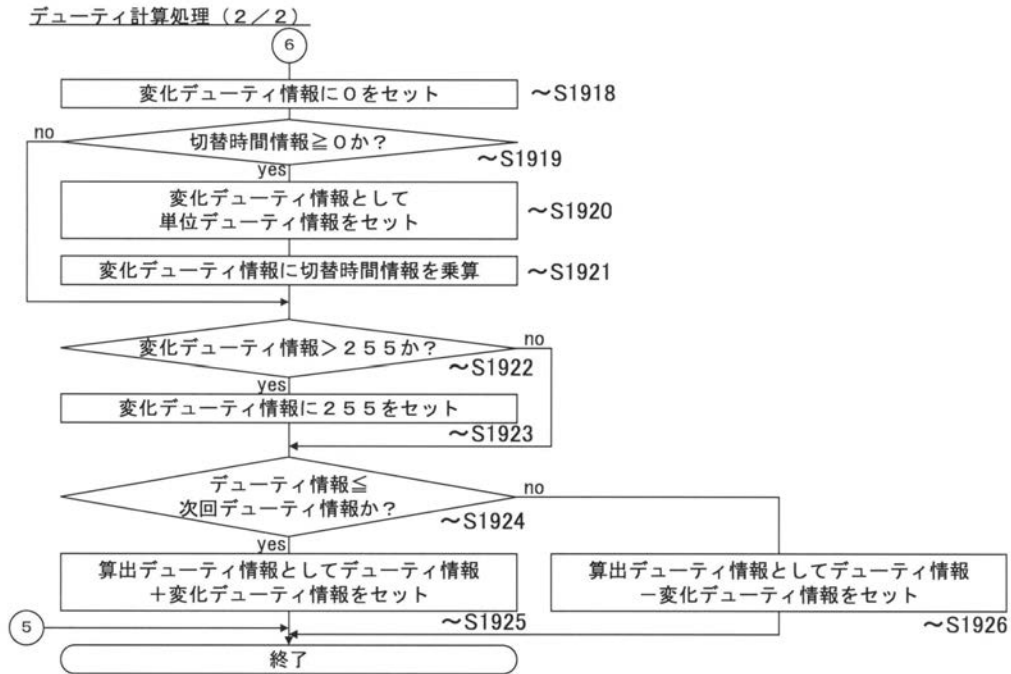 デューティ計算処理（2／2）
6
変化デューティ情報に0をセット
～S1918
no
切替時間情報≧0か？
～S1919
yes
変化デューティ情報として
単位デューティ情報をセット
～S1920
変化デューティ情報に切替時間情報を乗算
～S1921
変化デューティ情報＞255か？
no
～S1922
yes
変化デューティ情報に255をセット
～S1923
デューティ情報≦
次回デューティ情報か？
no
～S1924
yes
算出デューティ情報としてデューティ情報
＋変化デューティ情報をセット
～S1925
算出デューティ情報としてデューティ情報
－変化デューティ情報をセット
～S1926
5
終了